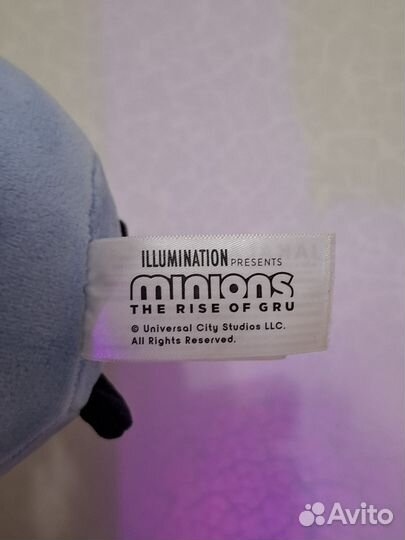 ILLUMINATION PRESENTS
minions
THE RISE OF GRU
© Universal City Studios LLC.
All Rights Reserved.
Avito